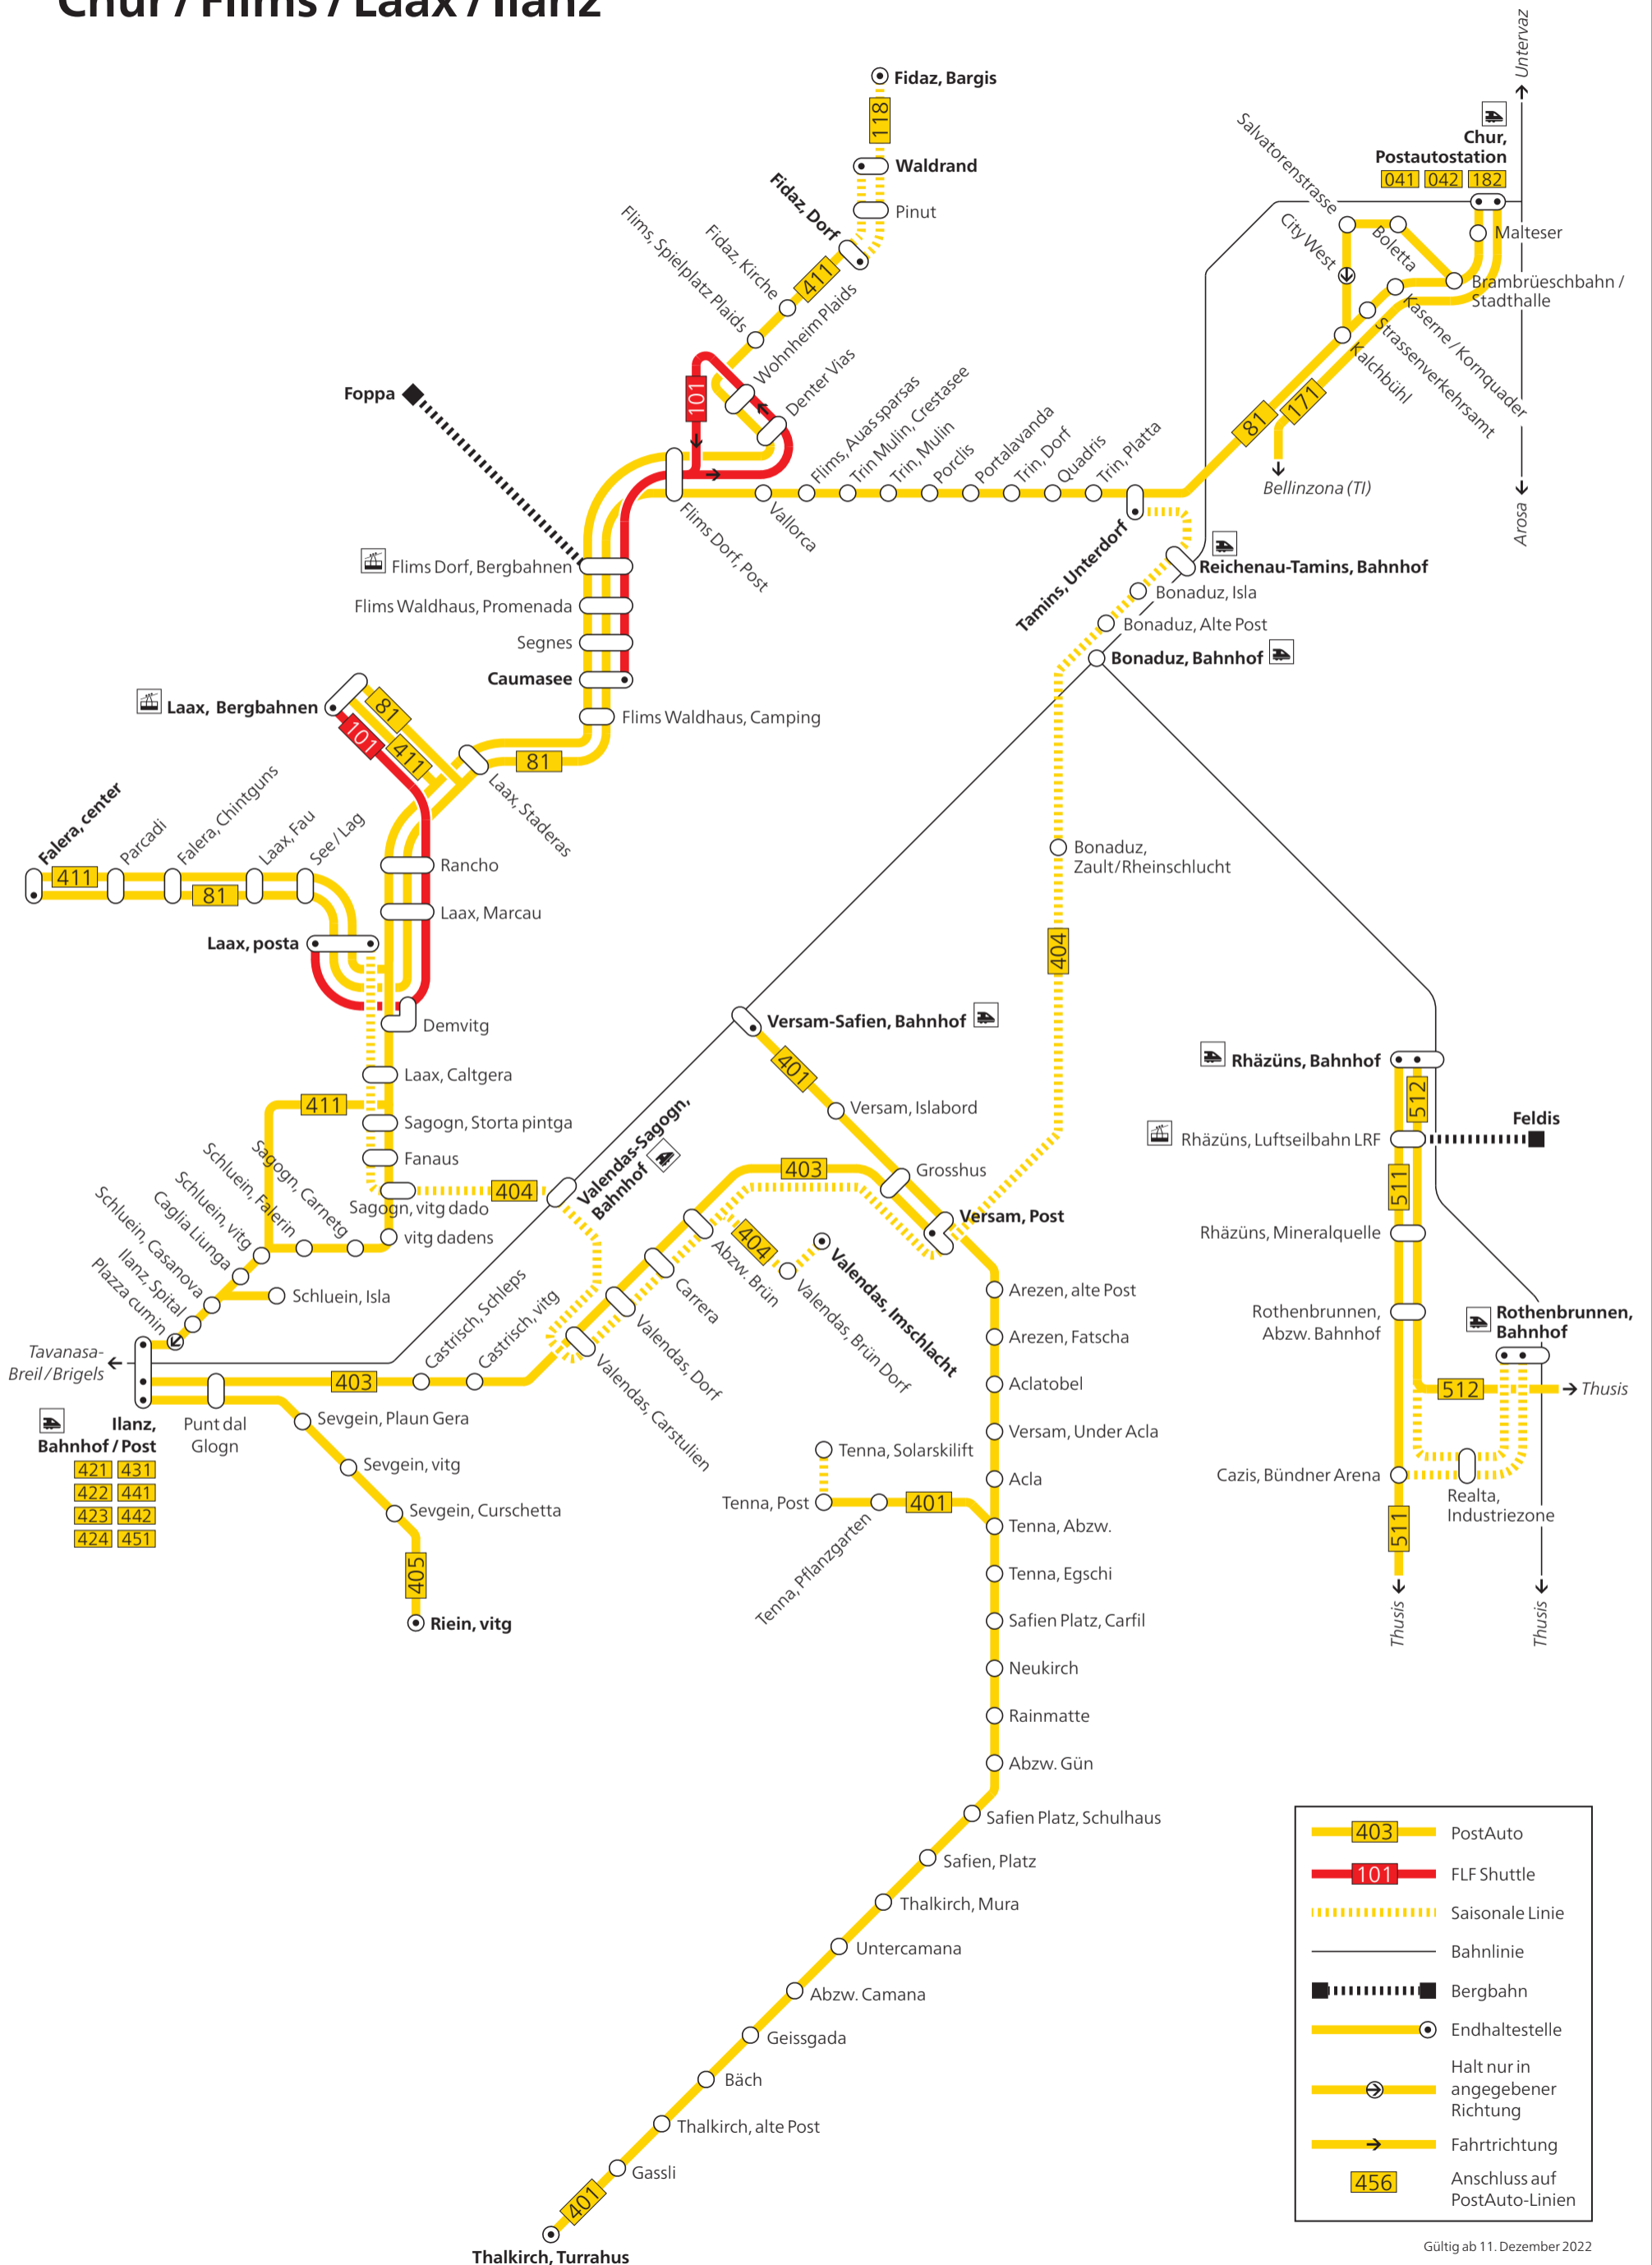 Chur / Flims / Laax / Ilanz
Untervaz
Fidaz, Bargis
118
Waldrand
Pinut
Fidaz, Dorf
411
Fidaz, Kirche
Flims, Spielplatz Plaids
Wohnheim Plaids
Denter Vias
101
Foppa
Chur,
Postautostation
041 042 182
Malteser
Salvatorenstrasse
City West
Boletta
Brambrüeschbahn /
Stadthalle
Kaserne / Kornquader
Strassenverkehrsamt
Kalchbühl
81
171
Bellinzona (TI)
Arosa
Flims, Auas sparsas
Trin Mulin, Crestasee
Trin, Mulin
Porclis
Portalavanda
Trin, Dorf
Quadris
Trin, Platta
Vallorca
Flims Dorf, Post
Tamins, Unterdorf
Reichenau-Tamins, Bahnhof
Bonaduz, Isla
Bonaduz, Alte Post
Bonaduz, Bahnhof
Flims Dorf, Bergbahnen
Flims Waldhaus, Promenada
Segnes
Caumasee
Flims Waldhaus, Camping
Laax, Bergbahnen
81
101
411
81
Laax, Staderas
Falera, center
Parcadi
Falera, Chintguns
Laax, Fau
See / Lag
411
81
Rancho
Laax, Marcau
Laax, posta
Demvitg
Laax, Caltgera
411
Sagogn, Storta pintga
Fanaus
404
Sagogn, vitg dado
vitg dadens
Sagogn, Carnetg
Schluein, Falerin
Schluein, vitg
Caglia Liunga
Schluein, Casanova
Ilanz, Spital
Plazza cumin
Schluein, Isla
Tavanasa-
Breil / Brigels
Ilanz,
Bahnhof / Post
421 431
422 441
423 442
424 451
Punt dal
Glogn
403
Castrisch, Schleps
Castrisch, vitg
Sevgein, Plaun Gera
Sevgein, vitg
Sevgein, Curschetta
405
Riein, vitg
Bonaduz,
Zault/Rheinschlucht
404
Versam-Safien, Bahnhof
401
Versam, Islabord
Grosshus
Versam, Post
Valendas-Sagogn,
Bahnhof
403
404
Abzw. Brün
Carrera
Valendas, Dorf
Valendas, Carstulien
Valendas, Imschlacht
Valendas, Brün Dorf
Arezen, alte Post
Arezen, Fatscha
Aclatobel
Versam, Under Acla
Acla
Tenna, Solarskilift
Tenna, Post
401
Tenna, Pflanzgarten
Tenna, Abzw.
Tenna, Egschi
Safien Platz, Carfil
Neukirch
Rainmatte
Abzw. Gün
Safien Platz, Schulhaus
Safien, Platz
Thalkirch, Mura
Untercamana
Abzw. Camana
Geissgada
Bäch
Thalkirch, alte Post
Gassli
401
Thalkirch, Turrahus
Rhäzüns, Bahnhof
512
Rhäzüns, Luftseilbahn LRF
Feldis
511
Rhäzüns, Mineralquelle
Rothenbrunnen,
Abzw. Bahnhof
Rothenbrunnen,
Bahnhof
512
Thusis
Cazis, Bündner Arena
Realta,
Industriezone
511
Thusis
Thusis
403 PostAuto
101 FLF Shuttle
Saisonale Linie
Bahnlinie
Bergbahn
Endhaltestelle
Halt nur in
angegebener
Richtung
Fahrtrichtung
456 Anschluss auf
PostAuto-Linien
Gültig ab 11. Dezember 2022